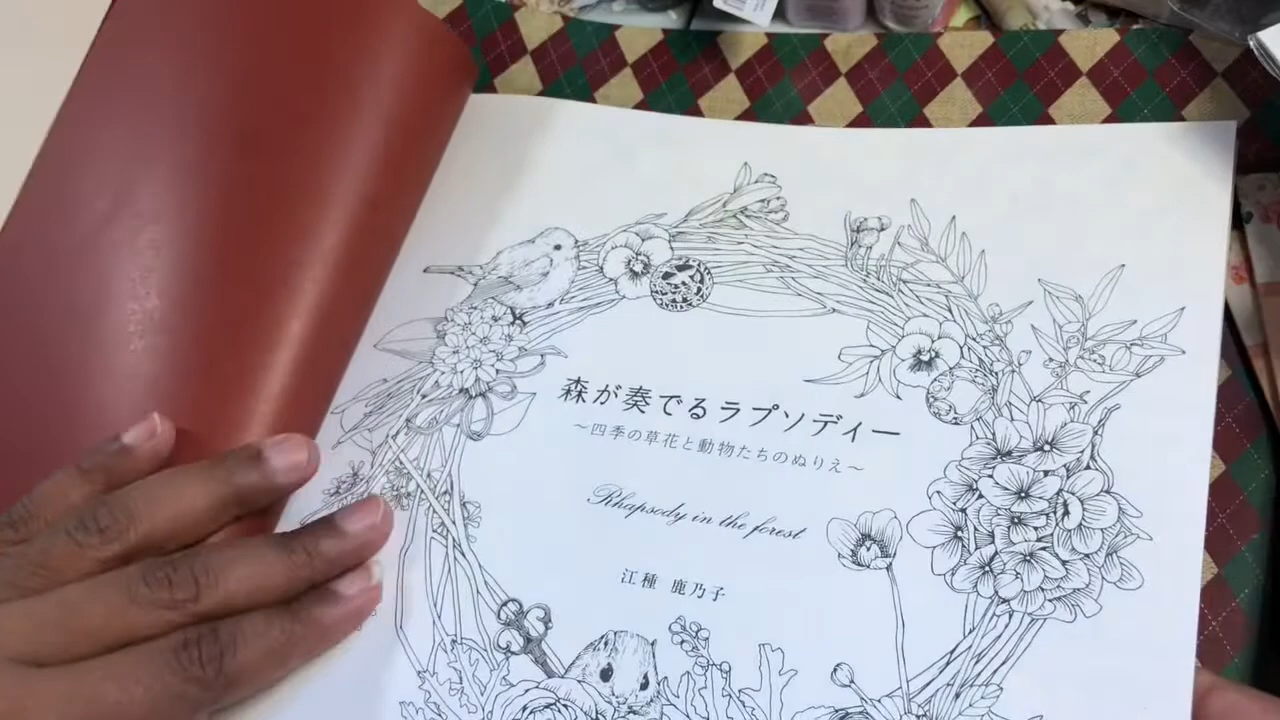 森が奏でるラプソディー
〜四季の草花と動物たちのぬりえ〜
Rhapsody in the forest
江種 鹿乃子